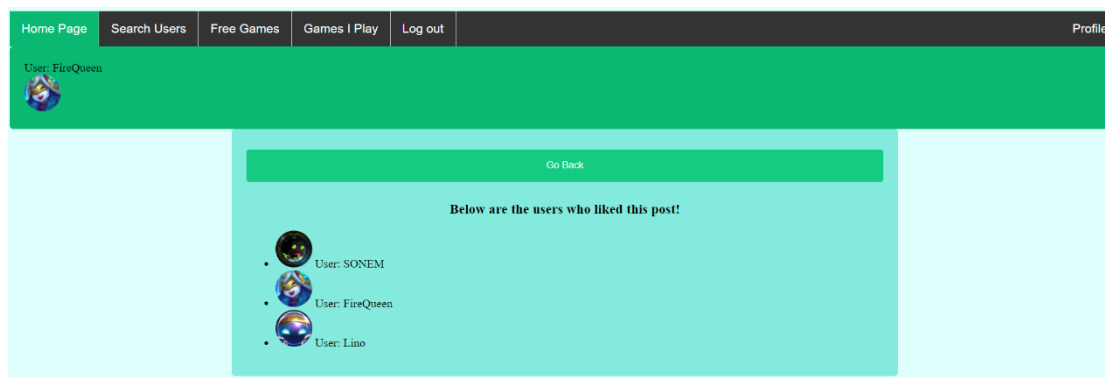 Home Page Search Users Free Games Games I Play Log out Profile
User: FireQueen
Go Back
Below are the users who liked this post!
User: SONEM
User: FireQueen
User: Lino